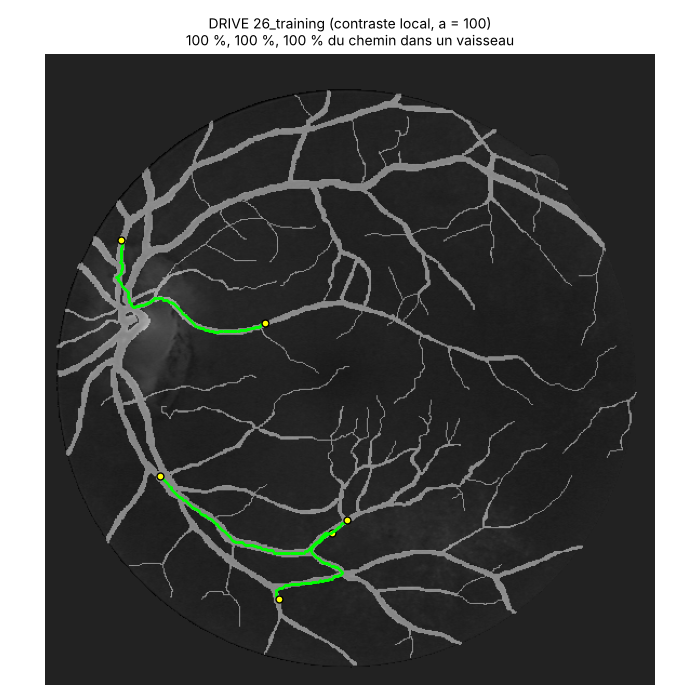 DRIVE 26_training (contraste local, a = 100)
100 %, 100 %, 100 % du chemin dans un vaisseau